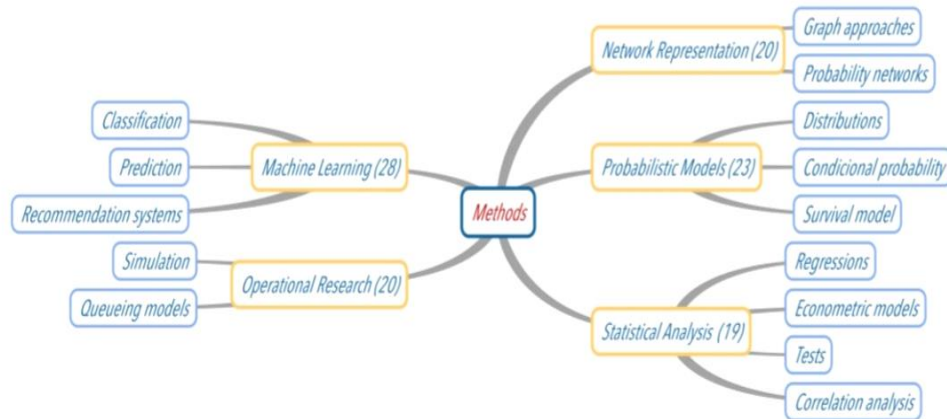 Methods
Network Representation (20)
Graph approaches
Probability networks
Probabilistic Models (23)
Distributions
Condicional probability
Survival model
Statistical Analysis (19)
Regressions
Econometric models
Tests
Correlation analysis
Machine Learning (28)
Classification
Prediction
Recommendation systems
Operational Research (20)
Simulation
Queueing models